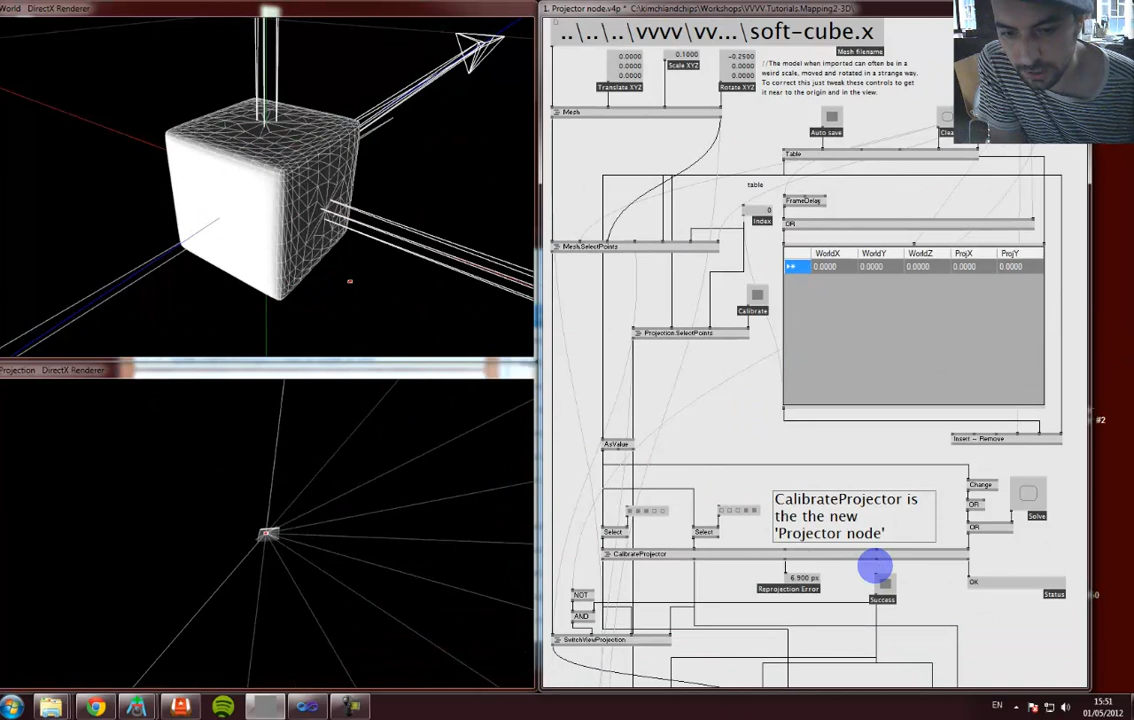 World   DirectX Renderer
1. Projector node.v4p *  C:\kimchiandchips\Workshops\VVVV.Tutorials.Mapping2-3D\
..\..\..\vvvv\vv...\soft-cube.x
Mesh filename
0.0000
0.0000
0.0000
Translate XYZ
0.1000
Scale XYZ
-0.2500
0.0000
0.0000
Rotate XYZ
//The model when imported can often be in a
weird scale, moved and rotated in a strange way.
To correct this just tweak these controls to get
it near to the origin and in the view.
Mesh
Auto save
Clea
Table
table
FrameDelay
OR
0
Index
Mesh.SelectPoints
WorldX WorldY WorldZ ProjX ProjY
0.0000 0.0000 0.0000 0.0000 0.0000
Calibrate
Projection.SelectPoints
Projection   DirectX Renderer
#2
AsValue
Insert - Remove
Change
OR
OR
Solve
CalibrateProjector is
the the new
'Projector node'
Select
Select
CalibrateProjector
6.900 px
Reprojection Error
Success
OK
Status
NOT
AND
SwitchViewProjection
EN
15:51
01/05/2012